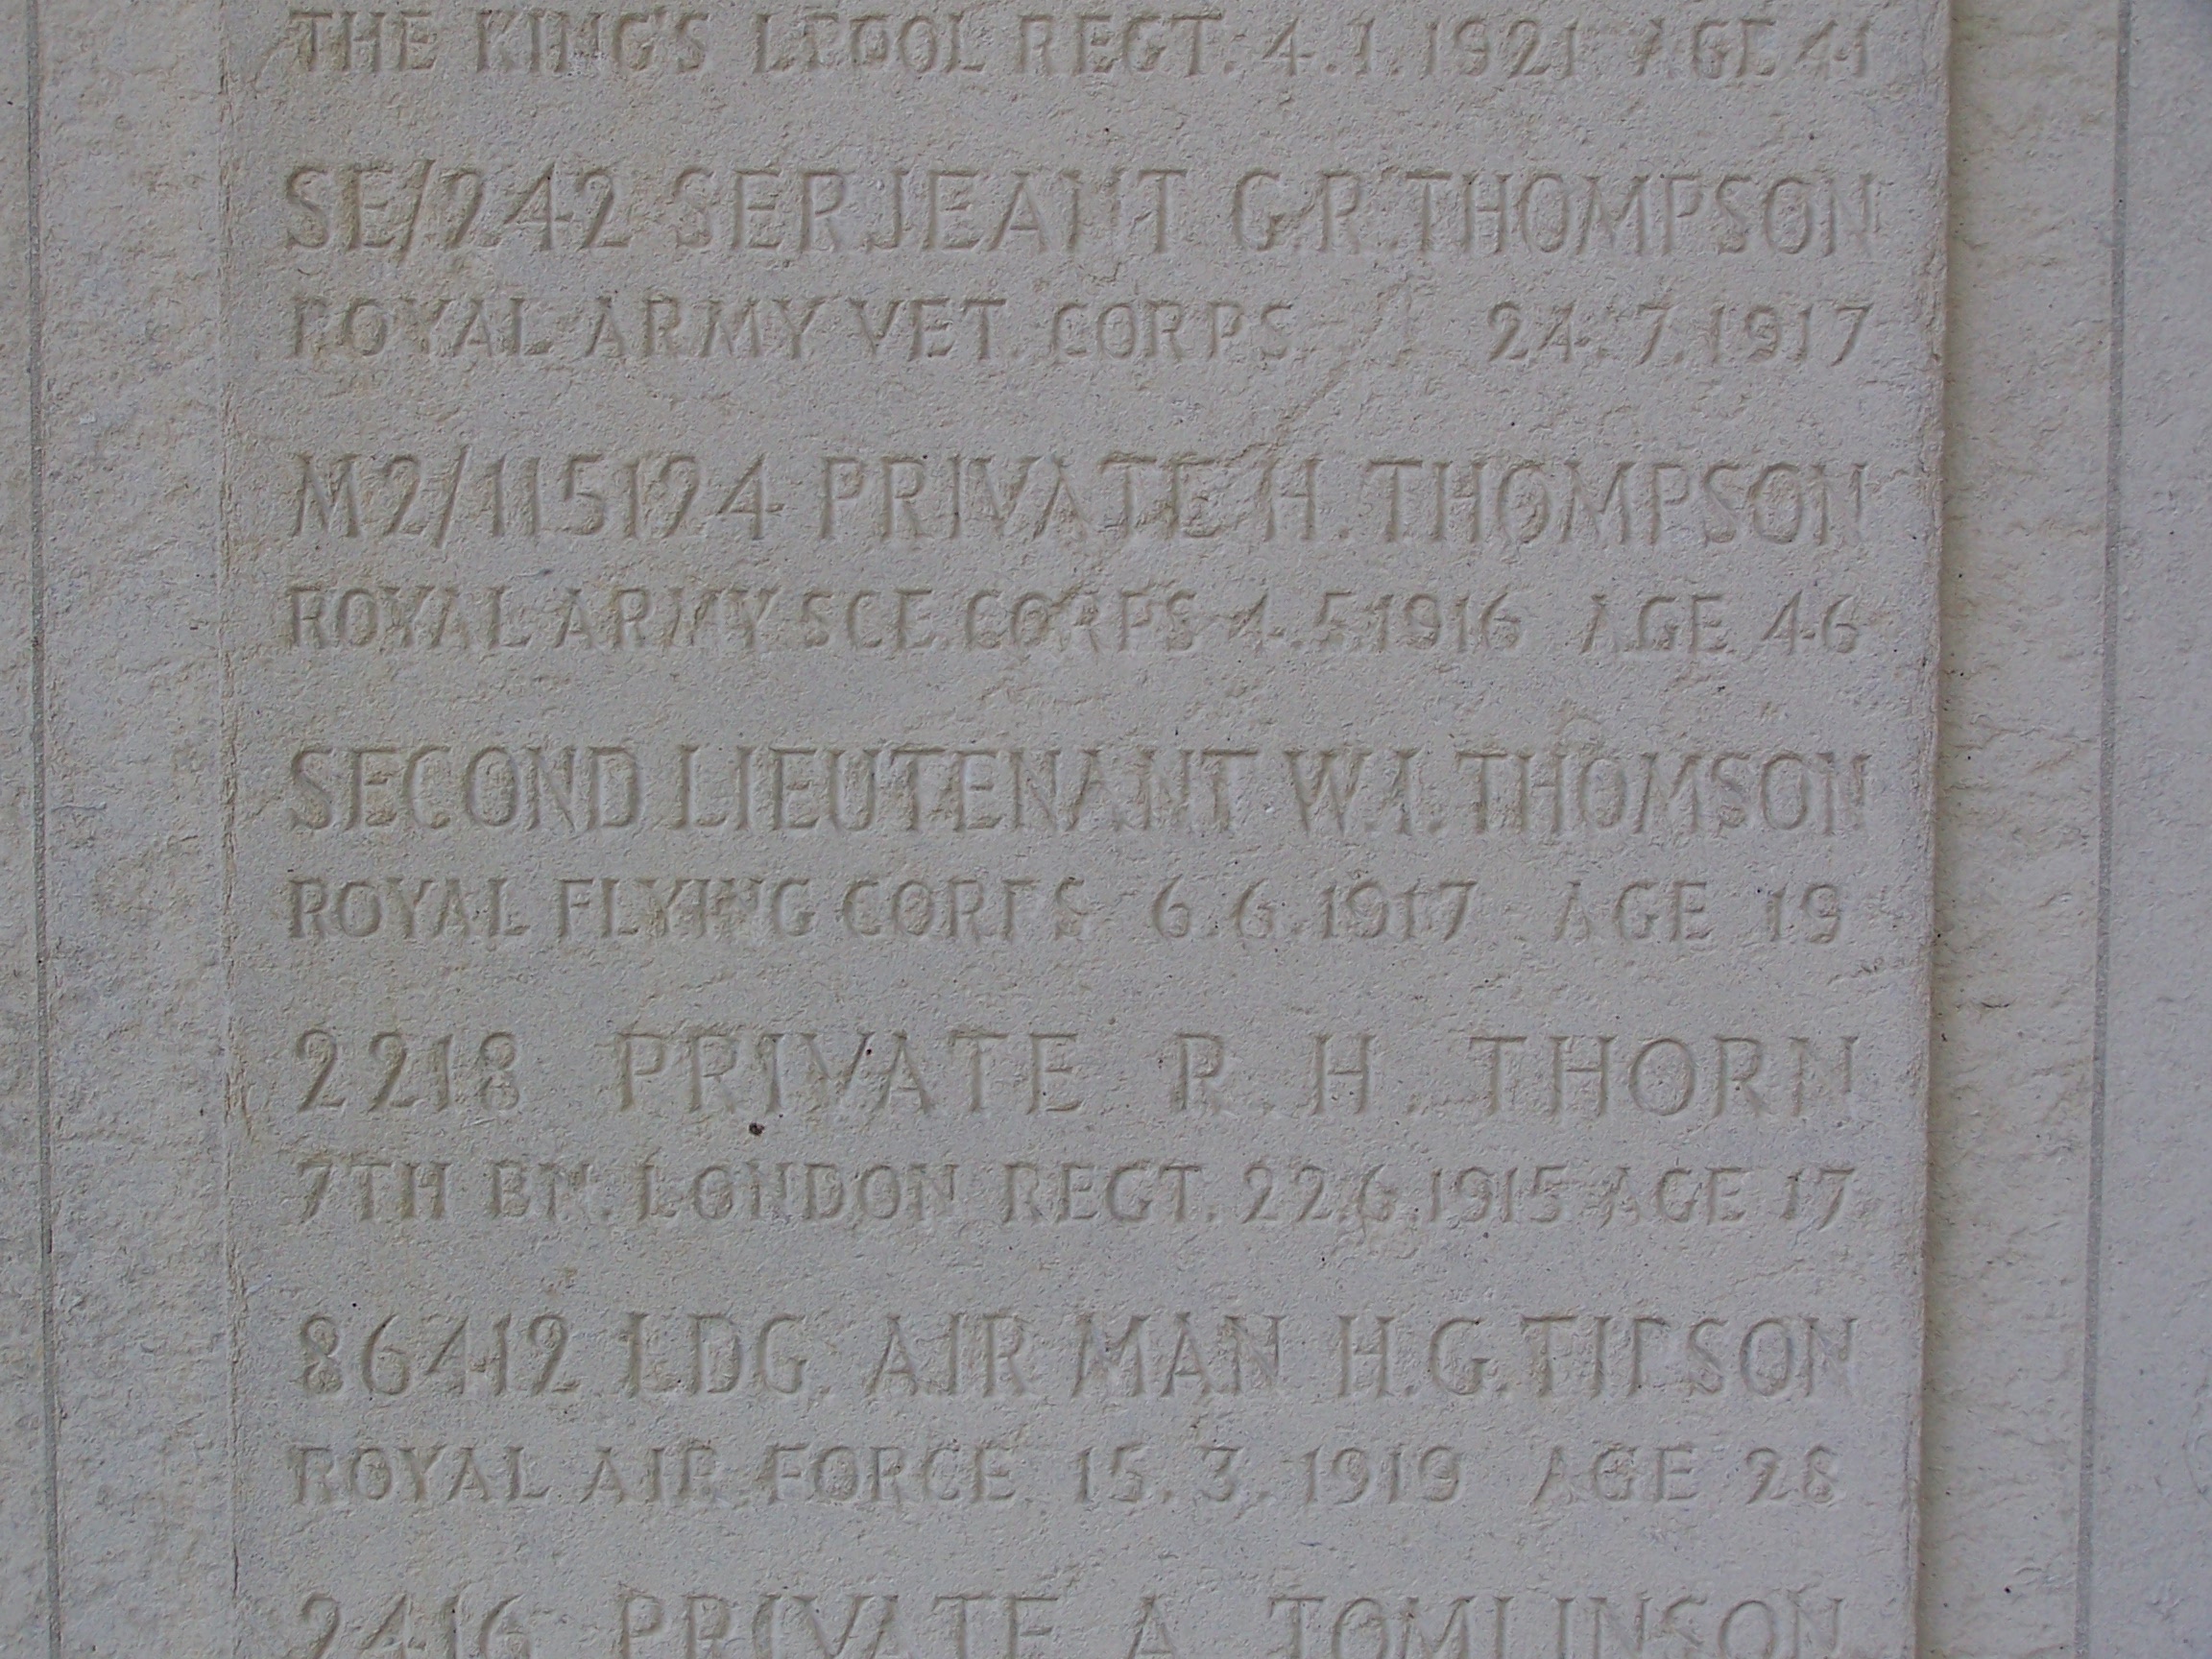 THE KING'S LPOOL REGT. 4.1.1921 AGE 41
SE/242 SERJEANT G.R. THOMPSON
ROYAL ARMY VET. CORPS 24.7.1917
M2/115194 PRIVATE H. THOMPSON
ROYAL ARMY SCE. CORPS 4.5.1916 AGE 46
SECOND LIEUTENANT W.I. THOMSON
ROYAL FLYING CORPS 6.6.1917 AGE 19
2218 PRIVATE R.H. THORN
7TH BN. LONDON REGT. 22.6.1915 AGE 17
86412 LDG. AIR MAN H.G. TIPSON
ROYAL AIR FORCE 15.3.1919 AGE 28
2416 PRIVATE A. TOMLINSON